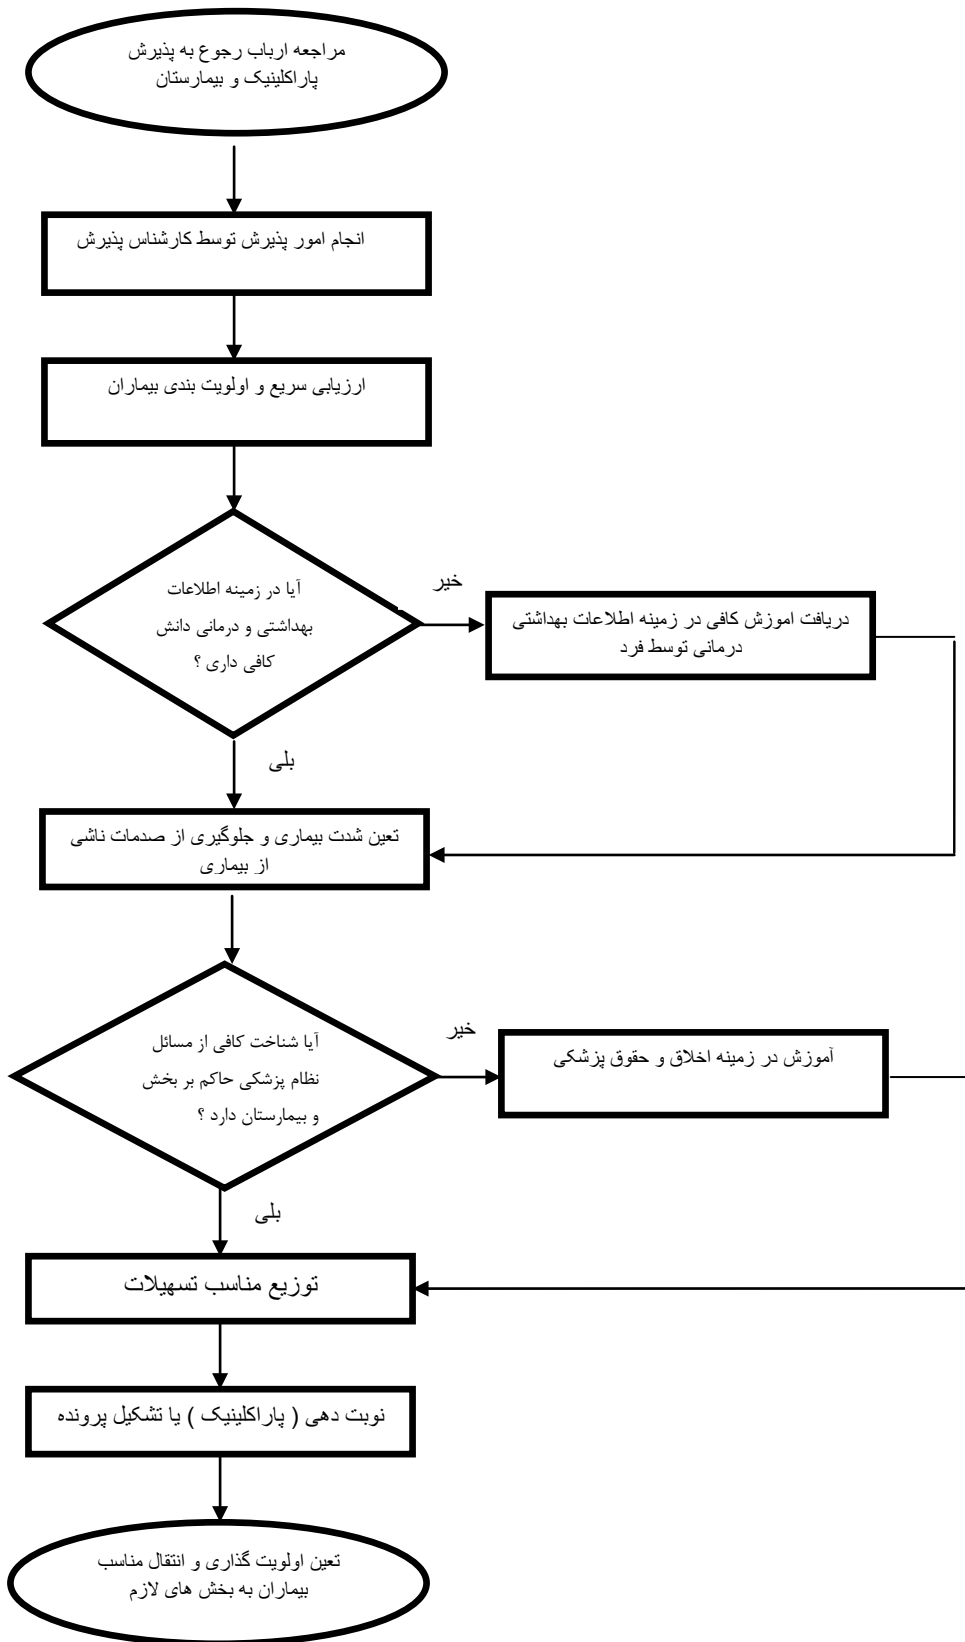 مراجعه ارباب رجوع به پذیرش
پاراکلینیک و بیمارستان
انجام امور پذیرش توسط کارشناس پذیرش
ارزیابی سریع و اولویت بندی بیماران
آیا در زمینه اطلاعات
بهداشتی و درمانی دانش
کافی داری ؟
خیر
دریافت اموزش کافی در زمینه اطلاعات بهداشتی
درمانی توسط فرد
بلی
تعین شدت بیماری و جلوگیری از صدمات ناشی
از بیماری
آیا شناخت کافی از مسائل
نظام پزشکی حاکم بر بخش
و بیمارستان دارد ؟
خیر
آموزش در زمینه اخلاق و حقوق پزشکی
بلی
توزیع مناسب تسهیلات
نوبت دهی ( پاراکلینیک ) یا تشکیل پرونده
تعین اولویت گذاری و انتقال مناسب
بیماران به بخش های لازم